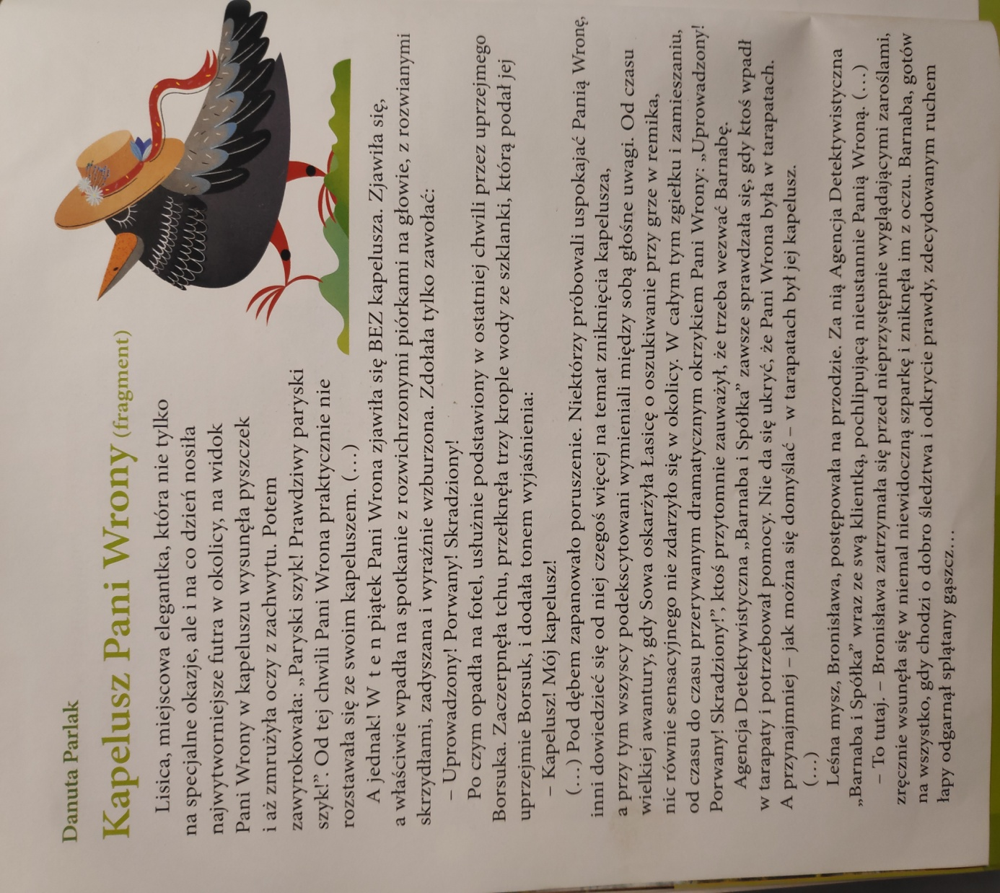 Danuta Parlak
Kapelusz Pani Wrony (fragment)
Lisica, miejscowa elegantka, która nie tylko
na specjalne okazje, ale i na co dzień nosiła
najwytworniejsze futra w okolicy, na widok
Pani Wrony w kapeluszu wysunęła pyszczek
i aż zmrużyła oczy z zachwytu. Potem
zawyrokowała: „Paryski szyk! Prawdziwy paryski
szyk!”. Od tej chwili Pani Wrona praktycznie nie
rozstawała się ze swoim kapeluszem. (…)
A jednak! W t e n piątek Pani Wrona zjawiła się BEZ kapelusza. Zjawiła się,
a właściwie wpadła na spotkanie z rozwichrzonymi piórkami na głowie, z rozwianymi
skrzydłami, zadyszana i wyraźnie wzburzona. Zdołała tylko zawołać:
– Uprowadzony! Porwany! Skradziony!
Po czym opadła na fotel, usłużnie podstawiony w ostatniej chwili przez uprzejmego
Borsuka. Zaczerpnęła tchu, przełknęła trzy krople wody ze szklanki, którą podał jej
uprzejmie Borsuk, i dodała tonem wyjaśnienia:
– Kapelusz! Mój kapelusz!
(…) Pod dębem zapanowało poruszenie. Niektórzy próbowali uspokajać Panią Wronę,
inni dowiedzieć się od niej czegoś więcej na temat zniknięcia kapelusza,
a przy tym wszyscy podekscytowani wymieniali między sobą głośne uwagi. Od czasu
wielkiej awantury, gdy Sowa oskarżyła Łasicę o oszukiwanie przy grze w remika,
nic równie sensacyjnego nie zdarzyło się w okolicy. W całym tym zgiełku i zamieszaniu,
od czasu do czasu przerywanym dramatycznym okrzykiem Pani Wrony: „Uprowadzony!
Porwany! Skradziony!”, ktoś przytomnie zauważył, że trzeba wezwać Barnabę.
Agencja Detektywistyczna „Barnaba i Spółka” zawsze sprawdzała się, gdy ktoś wpadł
w tarapaty i potrzebował pomocy. Nie da się ukryć, że Pani Wrona była w tarapatach.
A przynajmniej – jak można się domyślać – w tarapatach był jej kapelusz.
(…)
Leśna mysz, Bronisława, postępowała na przodzie. Za nią Agencja Detektywistyczna
„Barnaba i Spółka” wraz ze swą klientką, pochlipującą nieustannie Panią Wroną. (…)
– To tutaj. – Bronisława zatrzymała się przed nieprzystępnie wyglądającymi zaroślami,
zręcznie wsunęła się w niemal niewidoczną szparkę i zniknęła im z oczu. Barnaba, gotów
na wszystko, gdy chodzi o dobro śledztwa i odkrycie prawdy, zdecydowanym ruchem
łapy odgarnął splątany gąszcz…